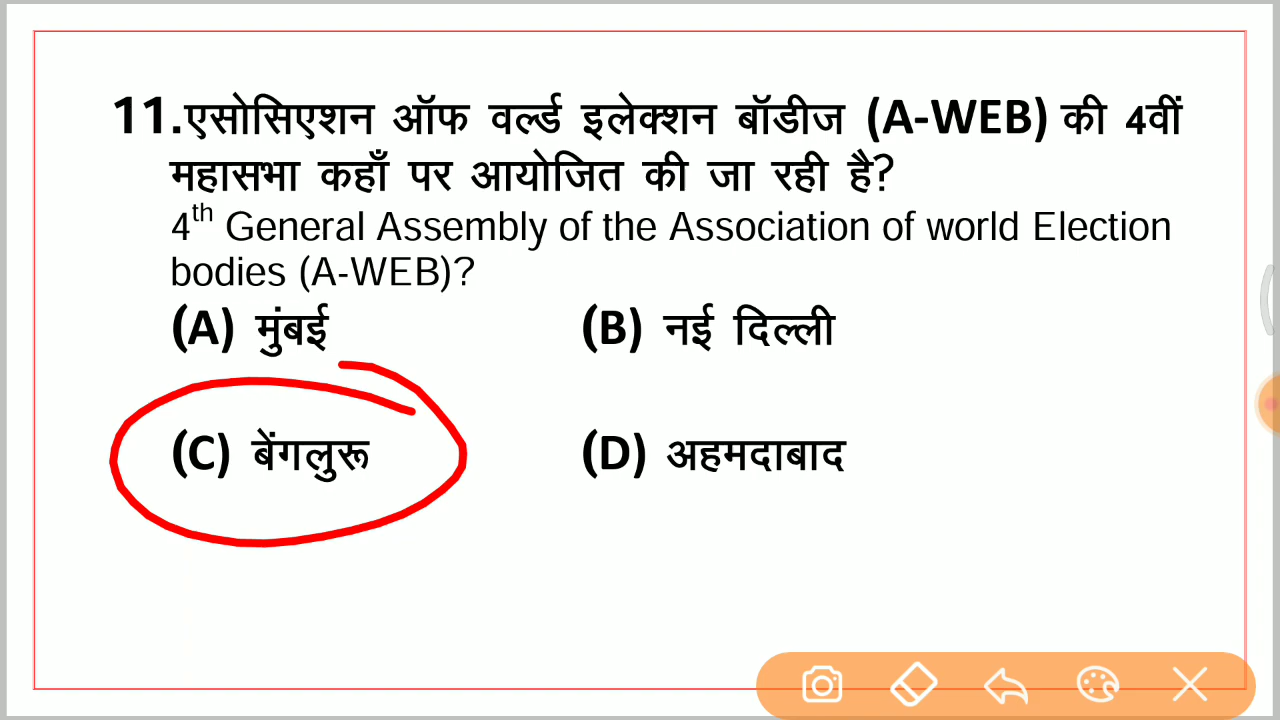 11.एसोसिएशन ऑफ वर्ल्ड इलेक्शन बॉडीज (A-WEB) की 4वीं
महासभा कहाँ पर आयोजित की जा रही है?
4th General Assembly of the Association of world Election
bodies (A-WEB)?
(A) मुंबई (B) नई दिल्ली
(C) बेंगलुरू (D) अहमदाबाद